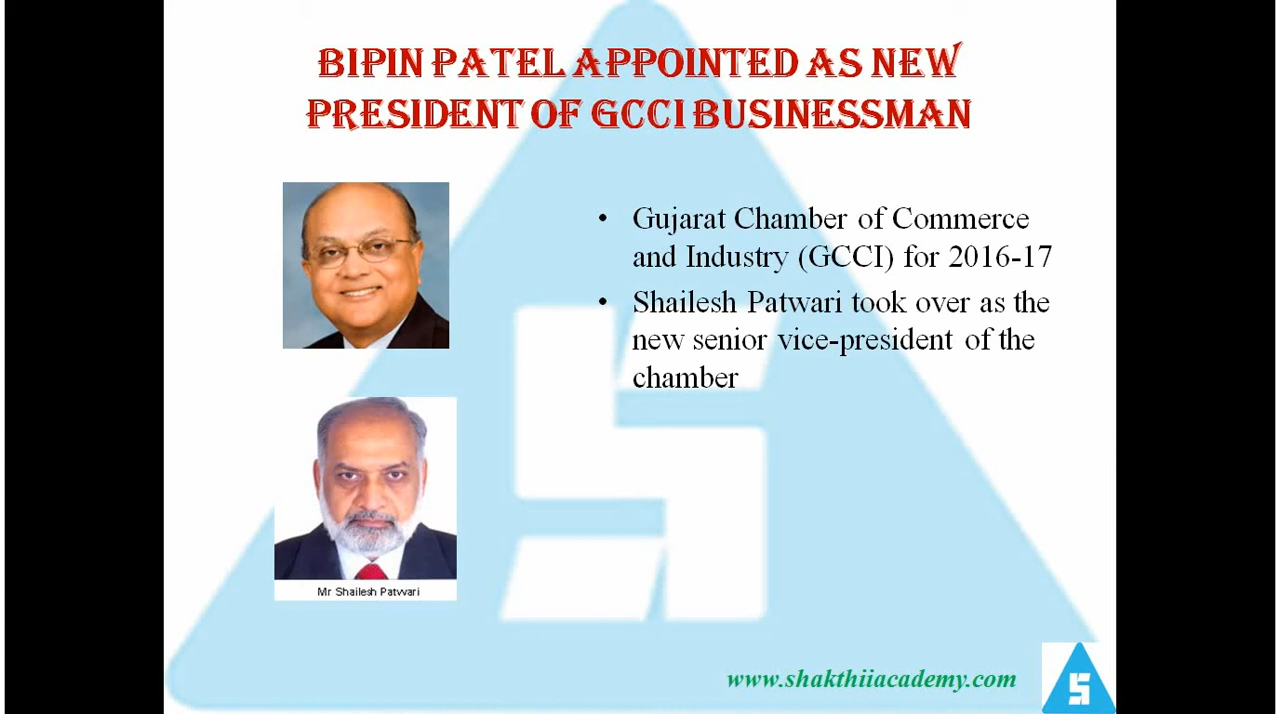 BIPIN PATEL APPOINTED AS NEW
PRESIDENT OF GCCI BUSINESSMAN
• Gujarat Chamber of Commerce
and Industry (GCCI) for 2016-17
• Shailesh Patwari took over as the
new senior vice-president of the
chamber
Mr Shailesh Patwari
www.shakthiiacademy.com